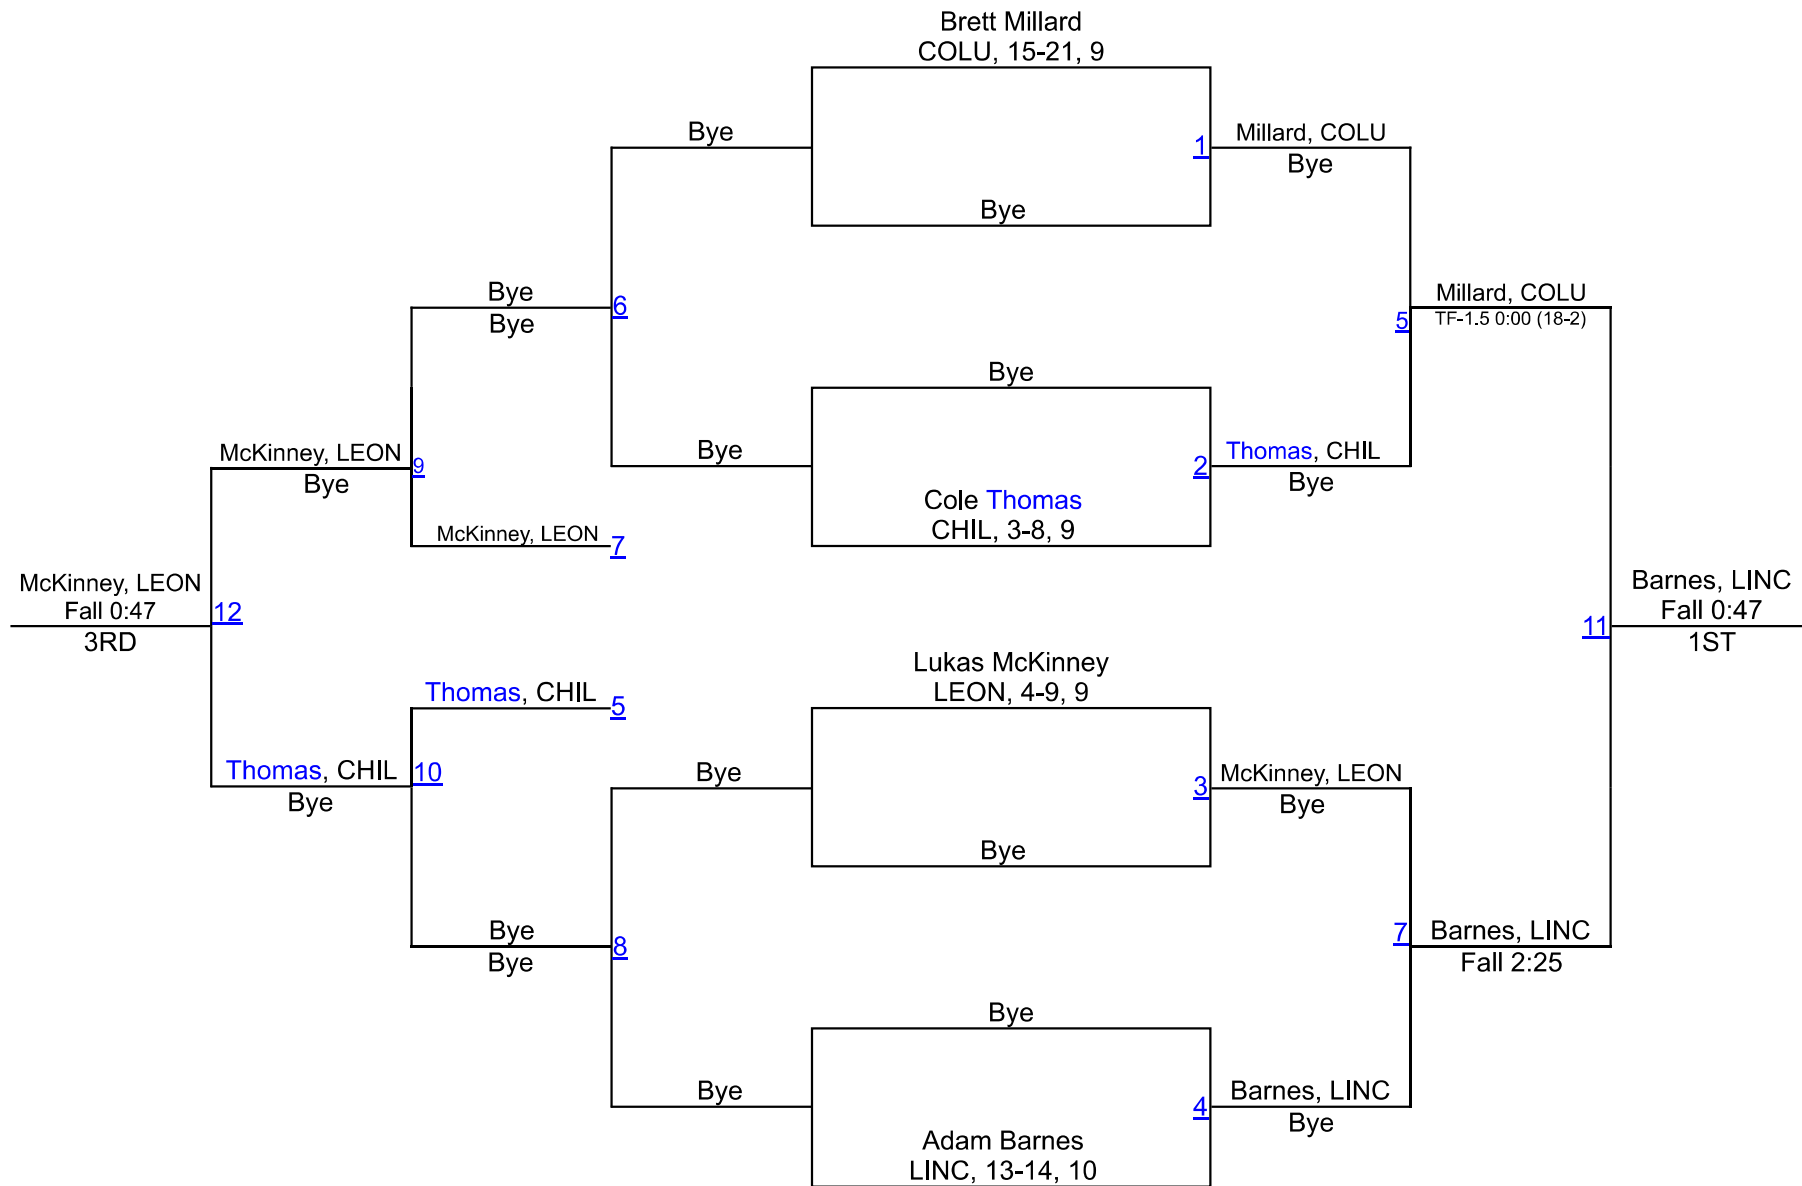 Brett Millard
COLU, 15-21, 9
Bye
1
Millard, COLU
Bye
Bye
Bye
Bye
6
Millard, COLU
TF-1.5 0:00 (18-2)
5
Bye
McKinney, LEON
Bye
9
Bye
2
Thomas, CHIL
Bye
Cole Thomas
CHIL, 3-8, 9
McKinney, LEON
7
McKinney, LEON
Fall 0:47
3RD
12
Barnes, LINC
Fall 0:47
1ST
11
Lukas McKinney
LEON, 4-9, 9
Thomas, CHIL
5
Thomas, CHIL
Bye
10
Bye
3
McKinney, LEON
Bye
Bye
Bye
Bye
8
7
Barnes, LINC
Fall 2:25
Bye
Bye
4
Barnes, LINC
Bye
Adam Barnes
LINC, 13-14, 10